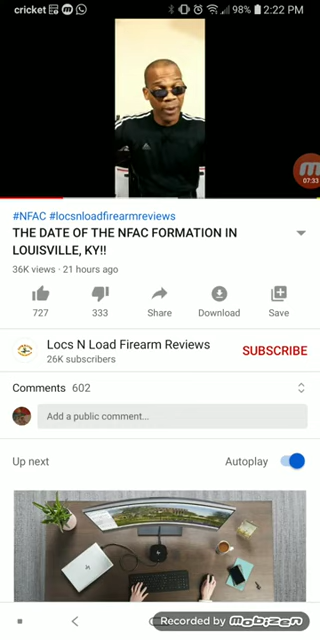 cricket 98% 2:22 PM
07:33
#NFAC #locsnloadfirearmreviews
THE DATE OF THE NFAC FORMATION IN
LOUISVILLE, KY!!
36K views · 21 hours ago
727 333 Share Download Save
Locs N Load Firearm Reviews
26K subscribers
SUBSCRIBE
Comments 602
Add a public comment...
Up next Autoplay
Recorded by Mobizen